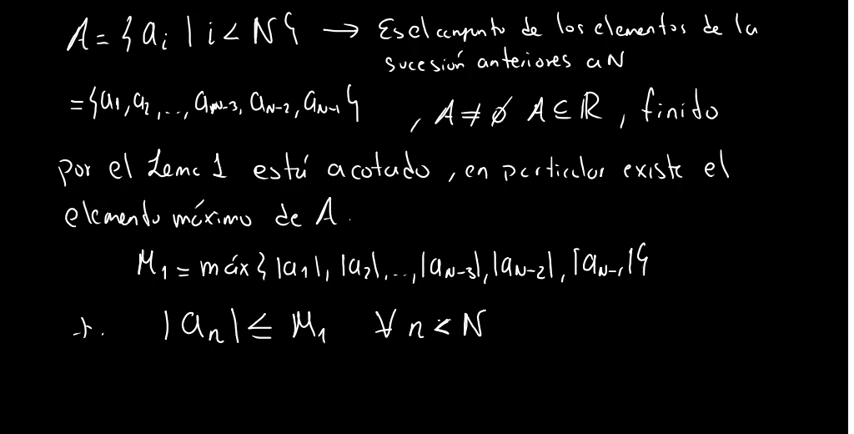 A = { a_i | i < N } → Es el conjunto de los elementos de la
sucesión anteriores a N
= { a_1, a_2, ..., a_{N-3}, a_{N-2}, a_{N-1} } , A ≠ ∅ A ⊆ ℝ, finido
por el Lema 1 está acotado, en particular existe el
elemento máximo de A.
M_1 = máx { |a_1|, |a_2|, ..., |a_{N-3}|, |a_{N-2}|, |a_{N-1}| }
|a_n| ≤ M_1 ∀ n < N